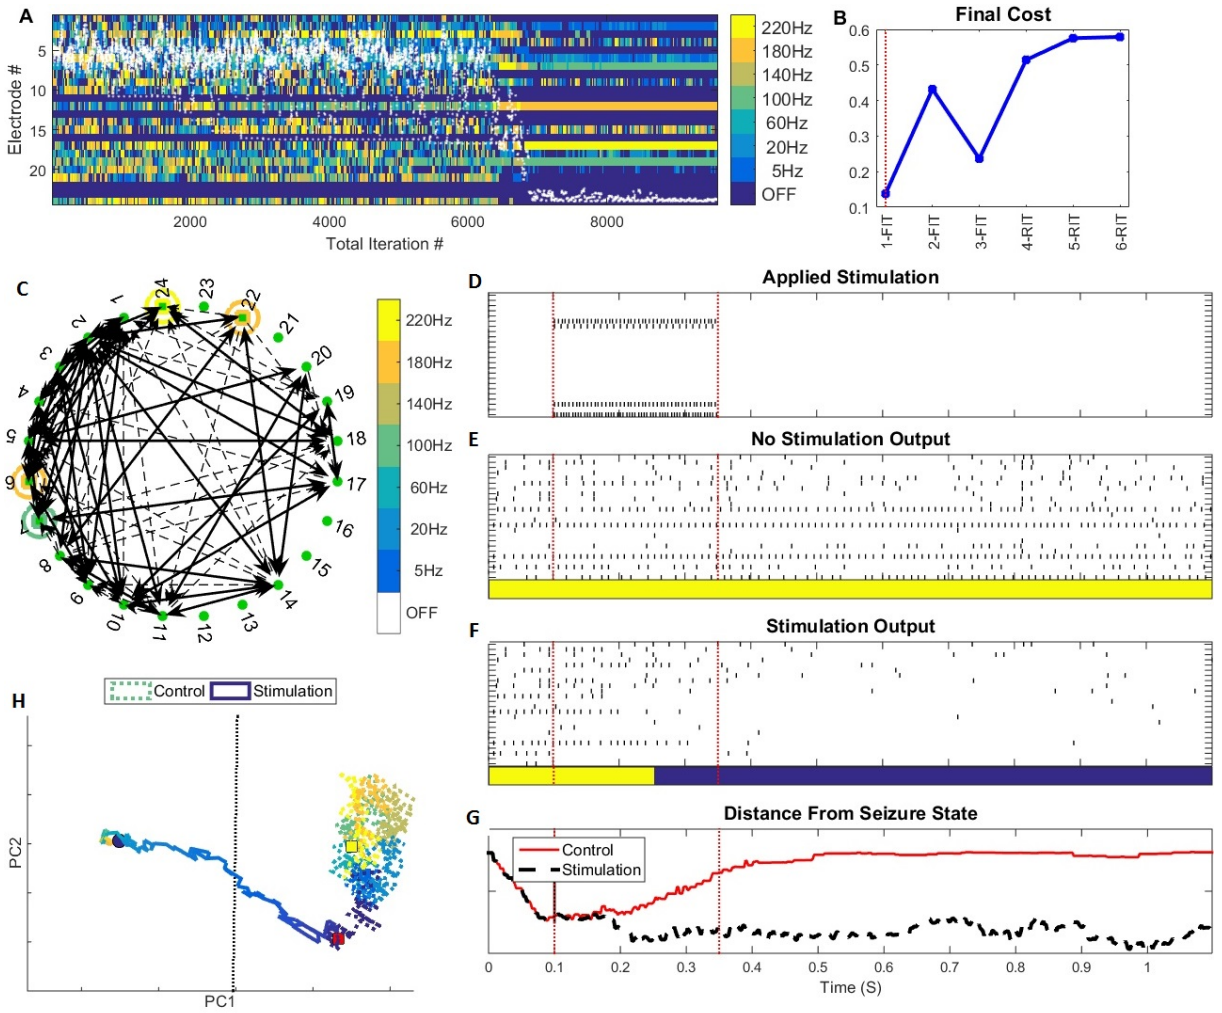 A
Electrode #
5
10
15
20
2000
4000
6000
8000
Total Iteration #
220Hz
180Hz
140Hz
100Hz
60Hz
20Hz
5Hz
OFF
B
Final Cost
0.6
0.5
0.4
0.3
0.2
0.1
1-FIT
2-FIT
3-FIT
4-RIT
5-RIT
6-RIT
C
1
2
3
4
5
6
7
8
9
10
11
12
13
14
15
16
17
18
19
20
21
22
23
24
220Hz
180Hz
140Hz
100Hz
60Hz
20Hz
5Hz
OFF
D
Applied Stimulation
E
No Stimulation Output
F
Stimulation Output
G
Distance From Seizure State
Control
Stimulation
0
0.1
0.2
0.3
0.4
0.5
0.6
0.7
0.8
0.9
1
Time (S)
H
Control
Stimulation
PC2
PC1